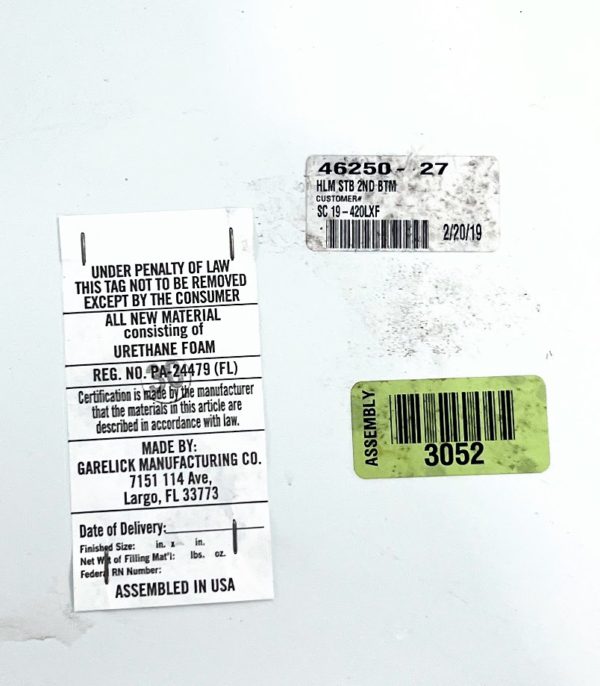 46250- 27
HLM STB 2ND BTM
CUSTOMER#
SC 19-420LXF
2/20/19
UNDER PENALTY OF LAW
THIS TAG NOT TO BE REMOVED
EXCEPT BY THE CONSUMER
ALL NEW MATERIAL
consisting of
URETHANE FOAM
REG. NO. PA-24479 (FL)
Certification is made by the manufacturer
that the materials in this article are
described in accordance with law.
MADE BY:
GARELICK MANUFACTURING CO.
7151 114 Ave,
Largo, FL 33773
Date of Delivery:
Finished Size: in. x in.
Net Wt of Filling Mat'l: lbs. oz.
Federal RN Number:
ASSEMBLED IN USA
ASSEMBLY
3052